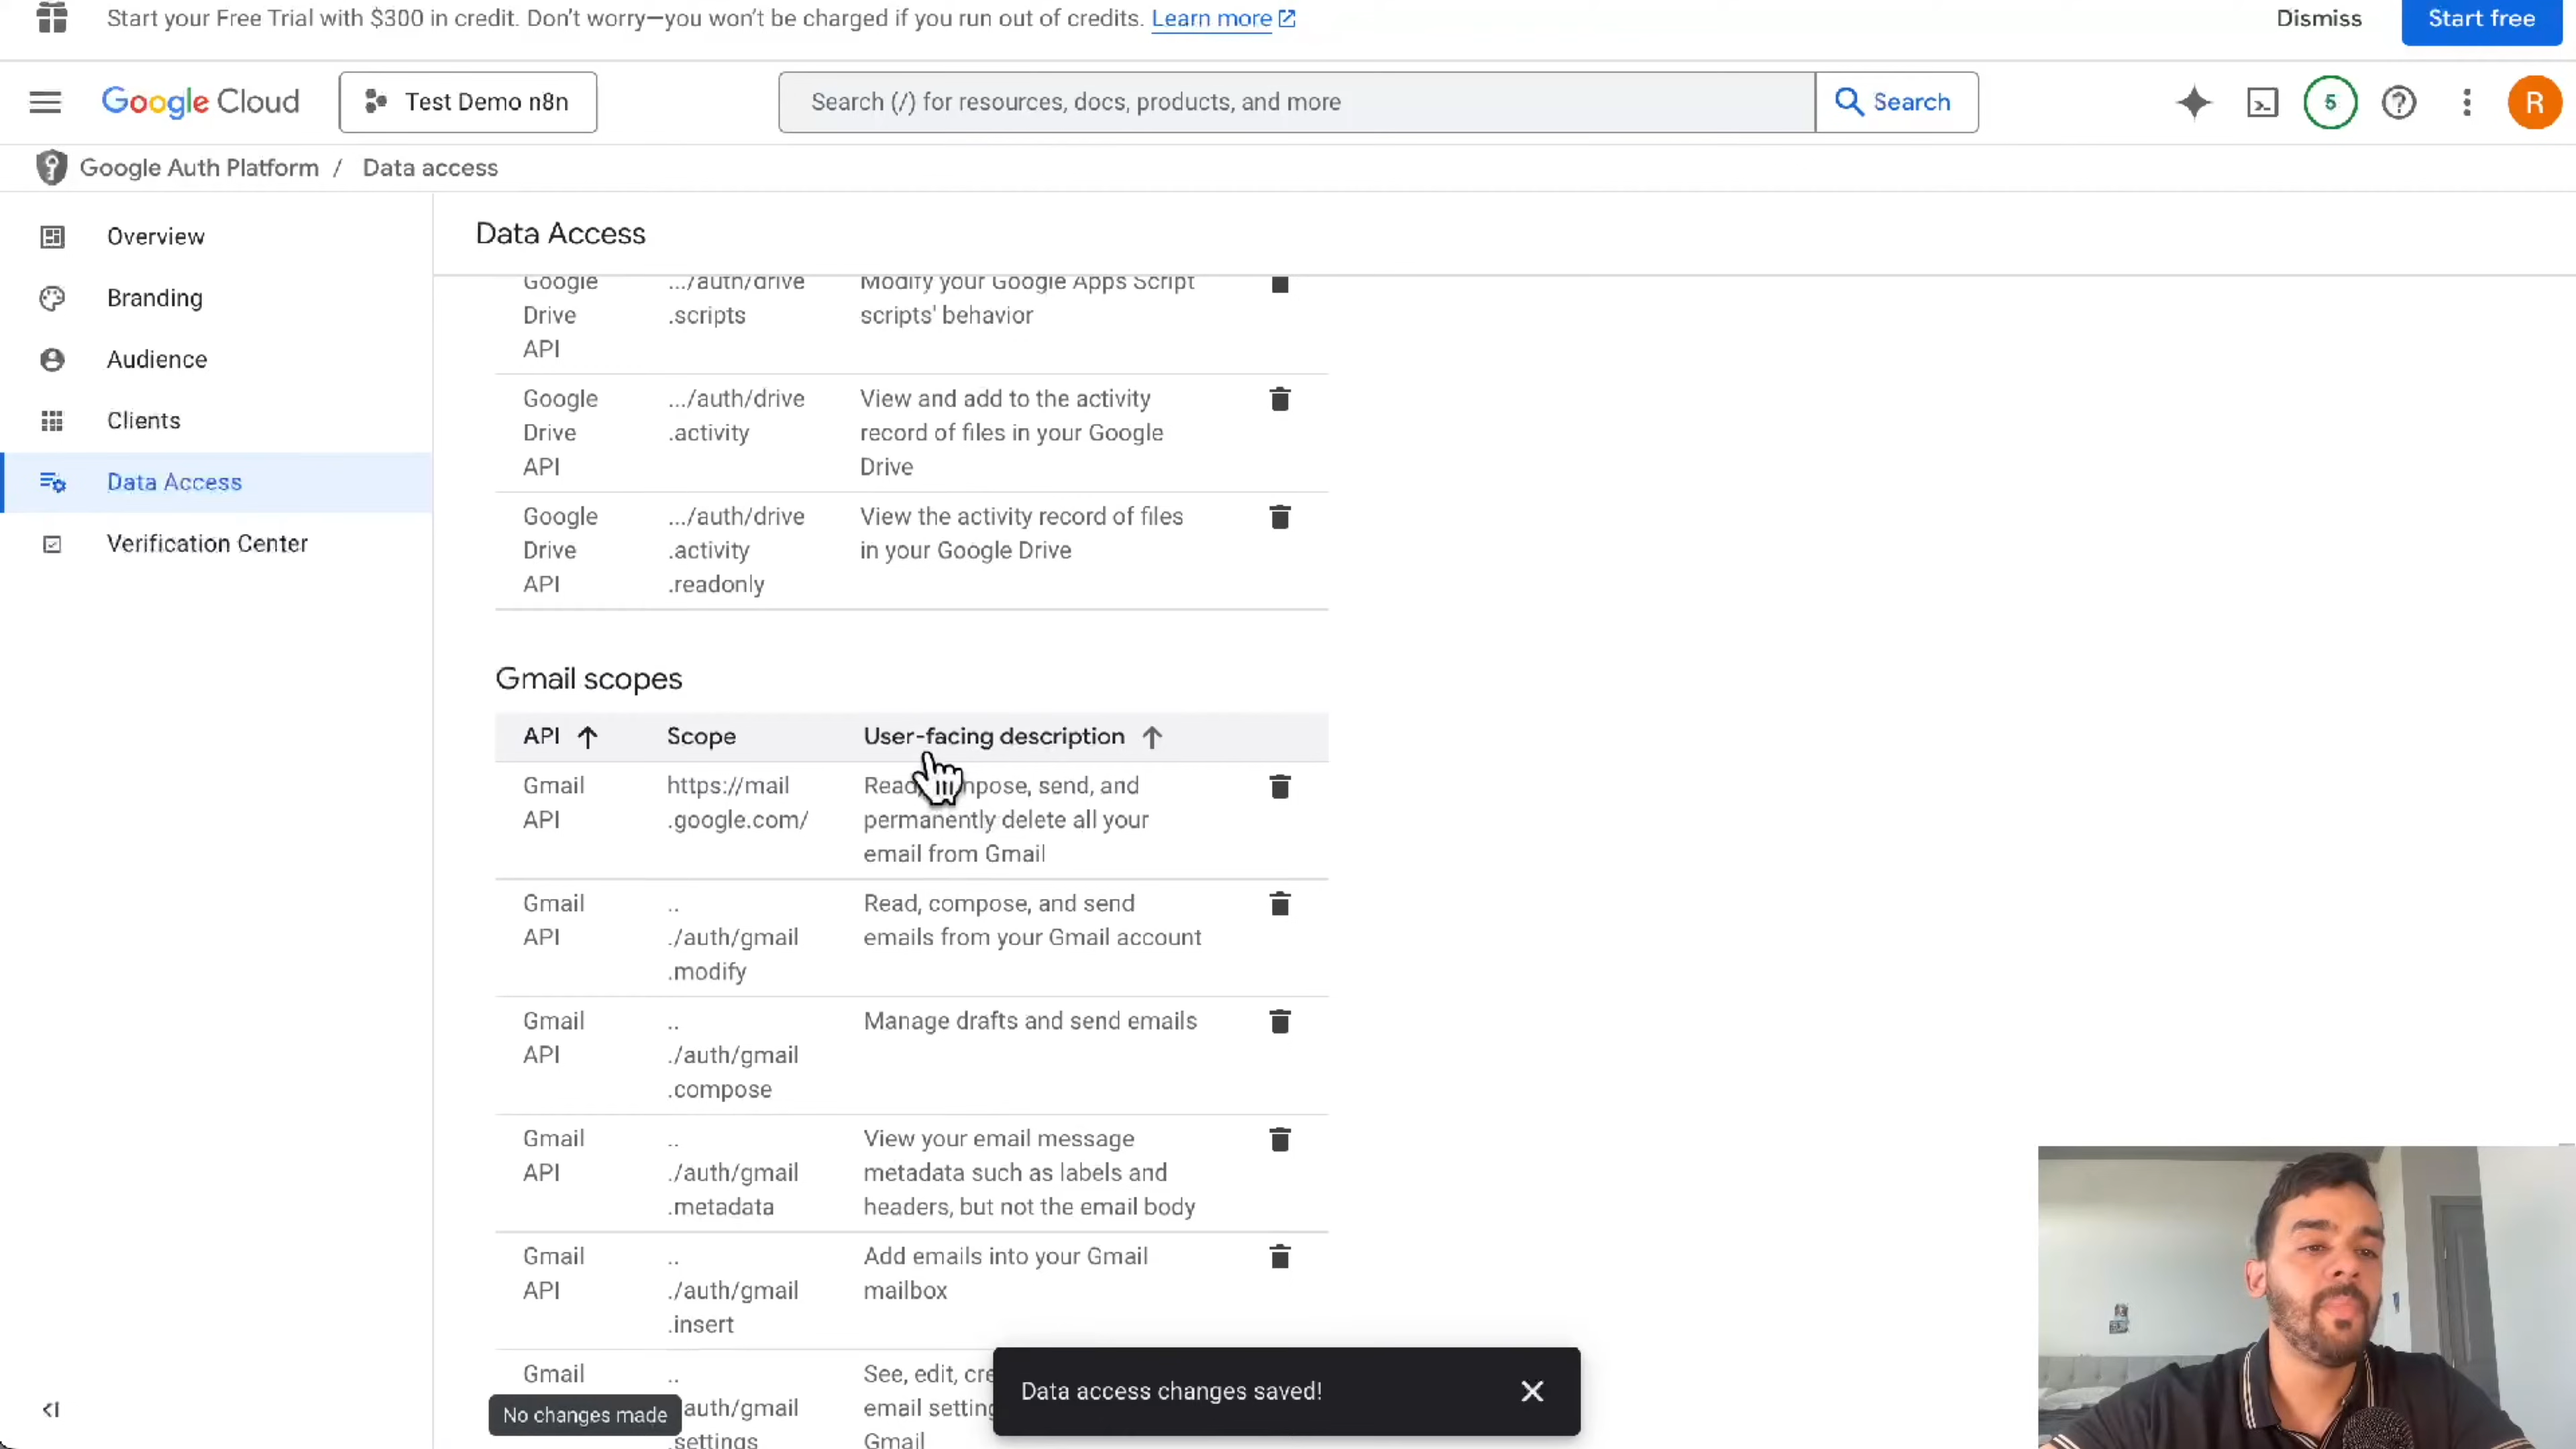 Start your Free Trial with $300 in credit. Don't worry—you won't be charged if you run out of credits. Learn more
Dismiss
Start free
Google Cloud
Test Demo n8n
Search (/) for resources, docs, products, and more
Search
5
R
Google Auth Platform / Data access
Overview
Branding
Audience
Clients
Data Access
Verification Center
Data Access
Google
Drive
API
.../auth/drive
.scripts
Modify your Google Apps Script
scripts' behavior
Google
Drive
API
.../auth/drive
.activity
View and add to the activity
record of files in your Google
Drive
Google
Drive
API
.../auth/drive
.activity
.readonly
View the activity record of files
in your Google Drive
Gmail scopes
API
Scope
User-facing description
Gmail
API
https://mail
.google.com/
send, and
permanently delete all your
email from Gmail
Gmail
API
..
./auth/gmail
.modify
Read, compose, and send
emails from your Gmail account
Gmail
API
..
./auth/gmail
.compose
Manage drafts and send emails
Gmail
API
..
./auth/gmail
.metadata
View your email message
metadata such as labels and
headers, but not the email body
Gmail
API
..
./auth/gmail
.insert
Add emails into your Gmail
mailbox
Gmail
..
auth/gmail
.settings
See, edit,
email
Gmail
No changes made
Data access changes saved!